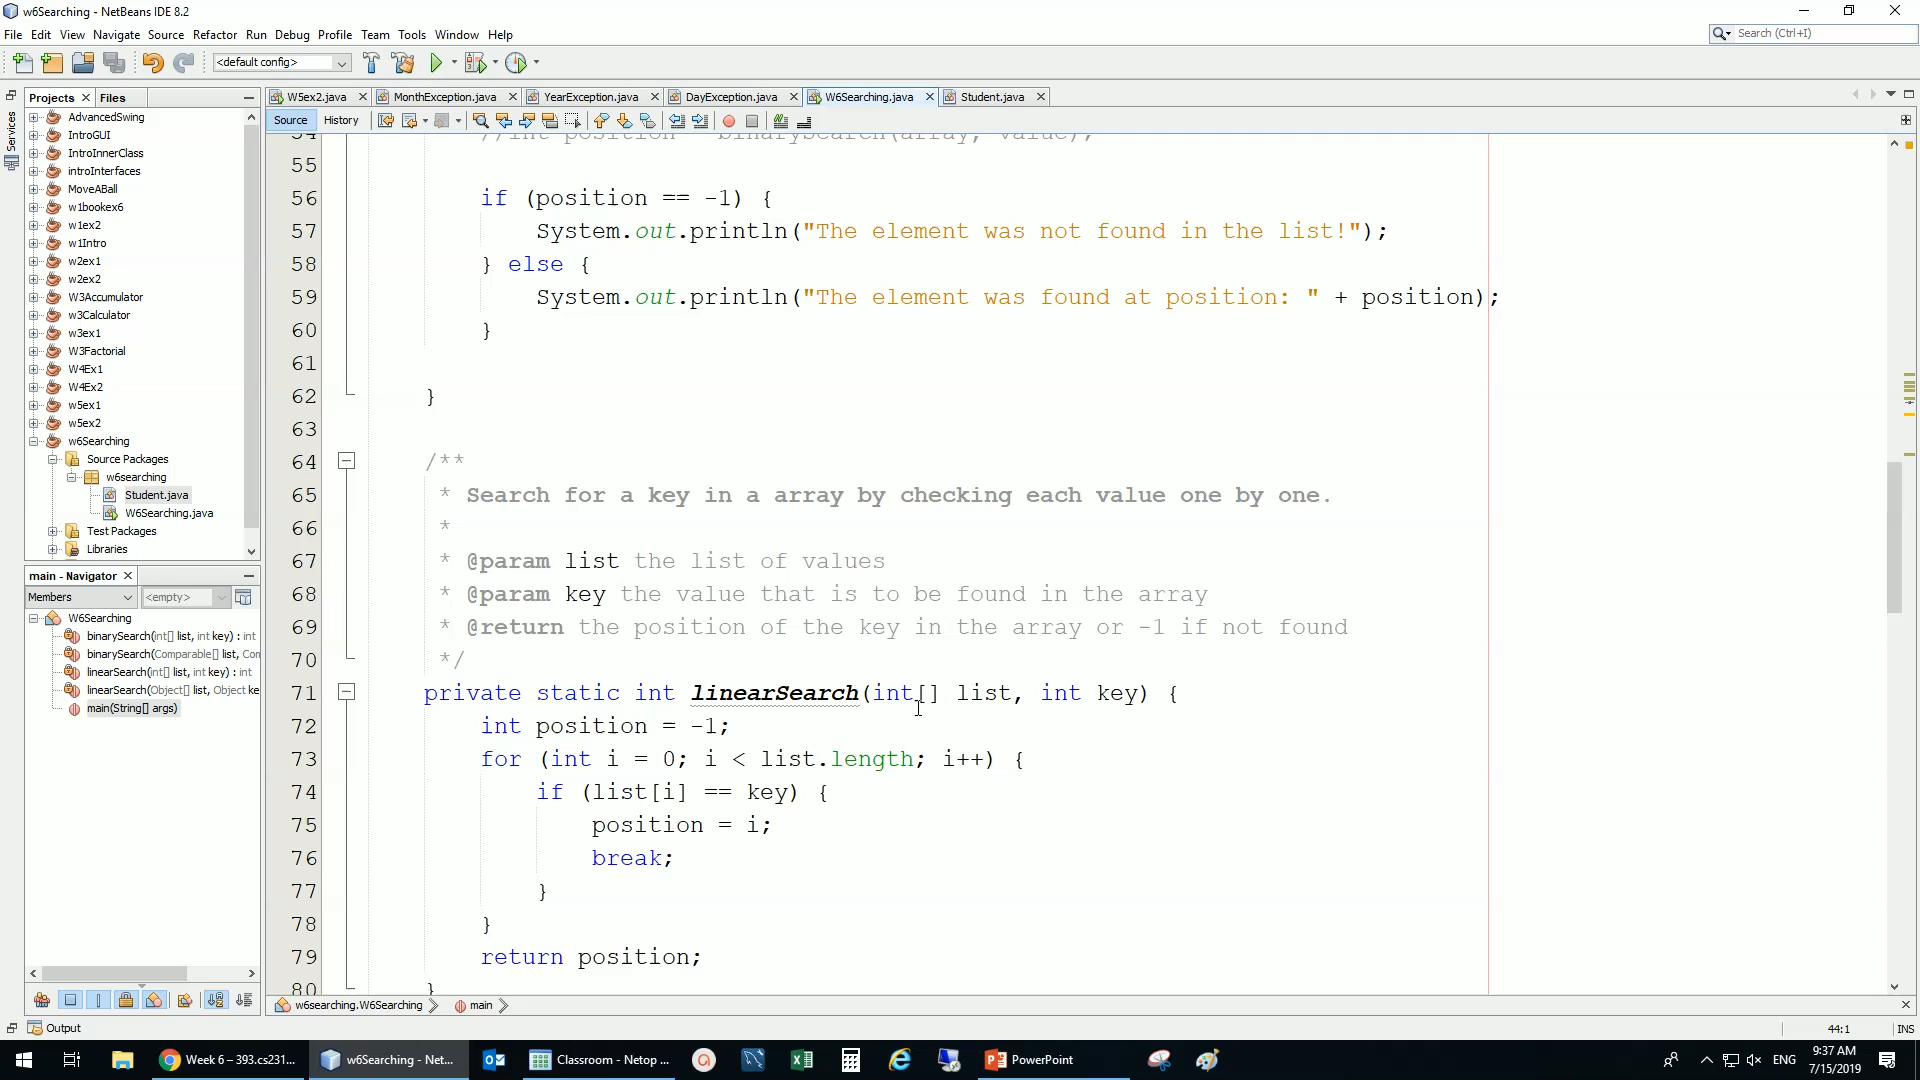 w6Searching - NetBeans IDE 8.2
File Edit View Navigate Source Refactor Run Debug Profile Team Tools Window Help
Search (Ctrl+I)
<default config>
Projects Files
W5ex2.java MonthException.java YearException.java DayException.java W6Searching.java Student.java
Source History
Services
AdvancedSwing
IntroGUI
IntroInnerClass
introInterfaces
MoveABall
w1bookex6
w1ex2
w1Intro
w2ex1
w2ex2
W3Accumulator
w3Calculator
w3ex1
W3Factorial
W4Ex1
W4Ex2
w5ex1
w5ex2
w6Searching
Source Packages
w6searching
Student.java
W6Searching.java
Test Packages
Libraries
main - Navigator
Members <empty>
W6Searching
binarySearch(int[] list, int key) : int
binarySearch(Comparable[] list, Con
linearSearch(int[] list, int key) : int
linearSearch(Object[] list, Object ke
main(String[] args)
54 //int position = binarySearch(array, value);
55
56 if (position == -1) {
57 System.out.println("The element was not found in the list!");
58 } else {
59 System.out.println("The element was found at position: " + position);
60 }
61
62 }
63
64 /**
65 * Search for a key in a array by checking each value one by one.
66 *
67 * @param list the list of values
68 * @param key the value that is to be found in the array
69 * @return the position of the key in the array or -1 if not found
70 */
71 private static int linearSearch(int[] list, int key) {
72 int position = -1;
73 for (int i = 0; i < list.length; i++) {
74 if (list[i] == key) {
75 position = i;
76 break;
77 }
78 }
79 return position;
80 }
w6searching.W6Searching main
Output
44:1 INS
Week 6 – 393.cs231... w6Searching - Net... Classroom - Netop ... PowerPoint
ENG
9:37 AM
7/15/2019